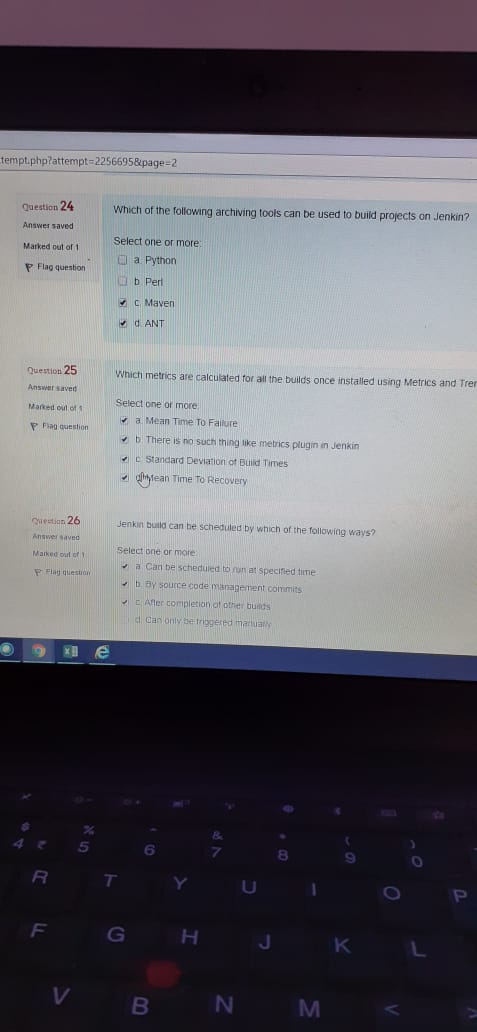 tempt.php?attempt=2256695&page=2
Question 24
Answer saved
Marked out of 1
Flag question
Which of the following archiving tools can be used to build projects on Jenkin?
Select one or more:
a. Python
b. Perl
c. Maven
d. ANT
Question 25
Answer saved
Marked out of 1
Flag question
Which metrics are calculated for all the builds once installed using Metrics and Tren
Select one or more:
a. Mean Time To Failure
b. There is no such thing like metrics plugin in Jenkin
c. Standard Deviation of Build Times
Mean Time To Recovery
Question 26
Answer saved
Marked out of 1
Flag question
Jenkin build can be scheduled by which of the following ways?
Select one or more:
a. Can be scheduled to run at specified time
b. By source code management commits
c. After completion of other builds
d. Can only be triggered manually
$ % ^ & * ( )
4 ₹ 5 6 7 8 9 0
R T Y U I O P
F G H J K L
V B N M < >